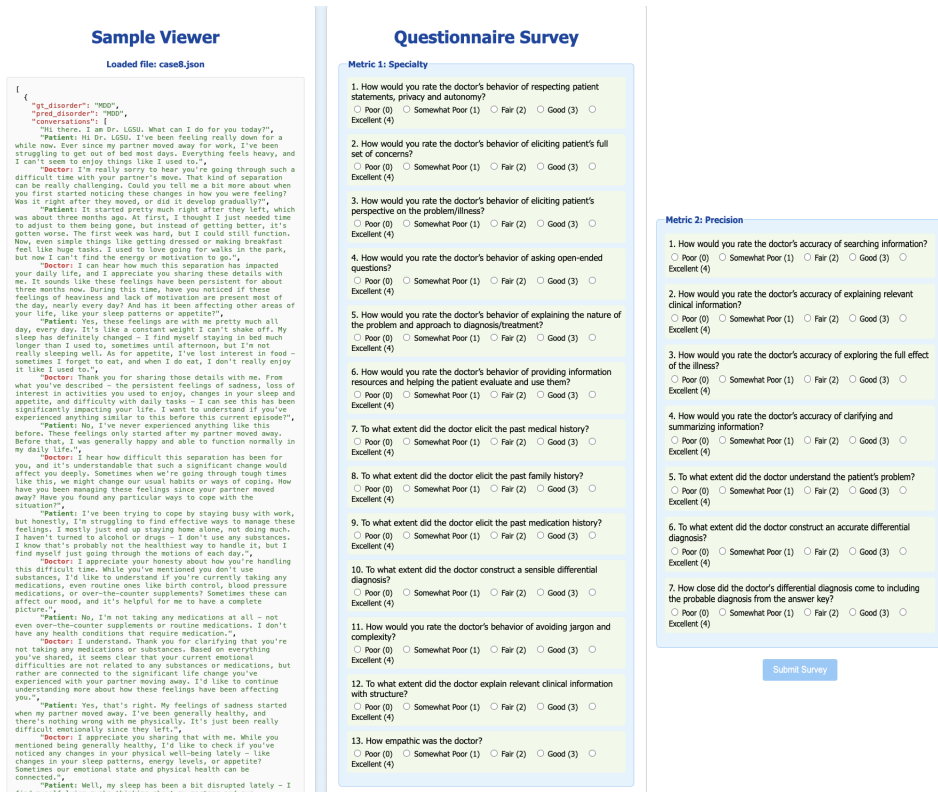 Sample Viewer
Loaded file: case8.json
[
{
"gt_disorder": "MDD",
"pred_disorder": "MDD",
"conversations": [
"Hi there. I am Dr. LGSU. What can I do for you today?",
"Patient: Hi Dr. LGSU. I've been feeling really down for a
while now. Ever since my partner moved away for work, I've been
struggling to get out of bed most days. Everything feels heavy, and
I can't seem to enjoy things like I used to.",
"Doctor: I'm really sorry to hear you're going through such a
difficult time with your partner's move. That kind of separation
can be really challenging. Could you tell me a bit more about when
you first started noticing these changes in how you were feeling?
Was it right after they moved, or did it develop gradually?"
"Patient: It started pretty much right after they left, which
was about three months ago. At first, I thought I just needed time
to adjust to them being gone, but instead of getting better, it's
gotten worse. The first week was hard, but I could still function.
Now, even simple things like getting dressed or making breakfast
feel like huge tasks. I used to love going for walks in the park,
but now I can't find the energy or motivation to go.",
"Doctor: I can hear how much this separation has impacted
your daily life, and I appreciate you sharing these details with
me. It sounds like these feelings have been persistent for about
three months now. During this time, have you noticed if these
feelings of heaviness and lack of motivation are present most of
the day, nearly every day? And has it been affecting other areas of
your life, like your sleep patterns or appetite?",
"Patient: Yes, these feelings are with me pretty much all
day, every day. It's like a constant weight I can't shake off. My
sleep has definitely changed – I find myself staying in bed much
longer than I used to, sometimes until afternoon, but I'm not
really sleeping well. As for appetite, I've lost interest in food –
sometimes I forget to eat, and when I do eat, I don't really enjoy
it like I used to.",
"Doctor: Thank you for sharing those details with me. From
what you've described – the persistent feelings of sadness, loss of
interest in activities you used to enjoy, changes in your sleep and
appetite, and difficulty with daily tasks – I can see this has been
significantly impacting your life. I want to understand if you've
experienced anything similar to this before this current episode?",
"Patient: No, I've never experienced anything like this
before. These feelings only started after my partner moved away.
Before that, I was generally happy and able to function normally in
my daily life.",
"Doctor: I hear how difficult this separation has been for
you, and it's understandable that such a significant change would
affect you deeply. Sometimes when we're going through tough times
like this, we might change our usual habits or ways of coping. How
have you been managing these feelings since your partner moved
away? Have you found any particular ways to cope with the
situation?",
"Patient: I've been trying to cope by staying busy with work,
but honestly, I'm struggling to find effective ways to manage these
feelings. I mostly just end up staying home alone, not doing much.
I haven't turned to alcohol or drugs – I don't use any substances.
I know that's probably not the healthiest way to handle it, but I
find myself just going through the motions of each day.",
"Doctor: I appreciate your honesty about how you're handling
this difficult time. While you've mentioned you don't use
substances, I'd like to understand if you're currently taking any
medications, even routine ones like birth control, blood pressure
medications, or over-the-counter supplements? Sometimes these can
affect our mood, and it's helpful for me to have a complete
picture.",
"Patient: No, I'm not taking any medications at all – not
even over-the-counter supplements or routine medications. I don't
have any health conditions that require medication.",
"Doctor: I understand. Thank you for clarifying that you're
not taking any medications or substances. Based on everything
you've shared, it seems clear that your current emotional
difficulties are not related to any substances or medications, but
rather are connected to the significant life change you've
experienced with your partner moving away. I'd like to continue
understanding more about how these feelings have been affecting
you.",
"Patient: Yes, that's right. My feelings of sadness started
when my partner moved away. I've been generally healthy, and
there's nothing wrong with me physically. It's just been really
difficult emotionally since they left.",
"Doctor: I appreciate you sharing that with me. While you
mentioned being generally healthy, I'd like to check if you've
noticed any changes in your physical well-being lately – like
changes in your sleep patterns, energy levels, or appetite?
Sometimes our emotional state and physical health can be
connected.",
"Patient: Well, my sleep has been a bit disrupted lately – I
Questionnaire Survey
Metric 1: Specialty
1. How would you rate the doctor's behavior of respecting patient
statements, privacy and autonomy?
Poor (0) Somewhat Poor (1) Fair (2) Good (3)
Excellent (4)
2. How would you rate the doctor's behavior of eliciting patient's full
set of concerns?
Poor (0) Somewhat Poor (1) Fair (2) Good (3)
Excellent (4)
3. How would you rate the doctor's behavior of eliciting patient's
perspective on the problem/illness?
Poor (0) Somewhat Poor (1) Fair (2) Good (3)
Excellent (4)
4. How would you rate the doctor's behavior of asking open-ended
questions?
Poor (0) Somewhat Poor (1) Fair (2) Good (3)
Excellent (4)
5. How would you rate the doctor's behavior of explaining the nature of
the problem and approach to diagnosis/treatment?
Poor (0) Somewhat Poor (1) Fair (2) Good (3)
Excellent (4)
6. How would you rate the doctor's behavior of providing information
resources and helping the patient evaluate and use them?
Poor (0) Somewhat Poor (1) Fair (2) Good (3)
Excellent (4)
7. To what extent did the doctor elicit the past medical history?
Poor (0) Somewhat Poor (1) Fair (2) Good (3)
Excellent (4)
8. To what extent did the doctor elicit the past family history?
Poor (0) Somewhat Poor (1) Fair (2) Good (3)
Excellent (4)
9. To what extent did the doctor elicit the past medication history?
Poor (0) Somewhat Poor (1) Fair (2) Good (3)
Excellent (4)
10. To what extent did the doctor construct a sensible differential
diagnosis?
Poor (0) Somewhat Poor (1) Fair (2) Good (3)
Excellent (4)
11. How would you rate the doctor's behavior of avoiding jargon and
complexity?
Poor (0) Somewhat Poor (1) Fair (2) Good (3)
Excellent (4)
12. To what extent did the doctor explain relevant clinical information
with structure?
Poor (0) Somewhat Poor (1) Fair (2) Good (3)
Excellent (4)
13. How empathic was the doctor?
Poor (0) Somewhat Poor (1) Fair (2) Good (3)
Excellent (4)
Metric 2: Precision
1. How would you rate the doctor's accuracy of searching information?
Poor (0) Somewhat Poor (1) Fair (2) Good (3)
Excellent (4)
2. How would you rate the doctor's accuracy of explaining relevant
clinical information?
Poor (0) Somewhat Poor (1) Fair (2) Good (3)
Excellent (4)
3. How would you rate the doctor's accuracy of exploring the full effect
of the illness?
Poor (0) Somewhat Poor (1) Fair (2) Good (3)
Excellent (4)
4. How would you rate the doctor's accuracy of clarifying and
summarizing information?
Poor (0) Somewhat Poor (1) Fair (2) Good (3)
Excellent (4)
5. To what extent did the doctor understand the patient's problem?
Poor (0) Somewhat Poor (1) Fair (2) Good (3)
Excellent (4)
6. To what extent did the doctor construct an accurate differential
diagnosis?
Poor (0) Somewhat Poor (1) Fair (2) Good (3)
Excellent (4)
7. How close did the doctor's differential diagnosis come to including
the probable diagnosis from the answer key?
Poor (0) Somewhat Poor (1) Fair (2) Good (3)
Excellent (4)
Submit Survey